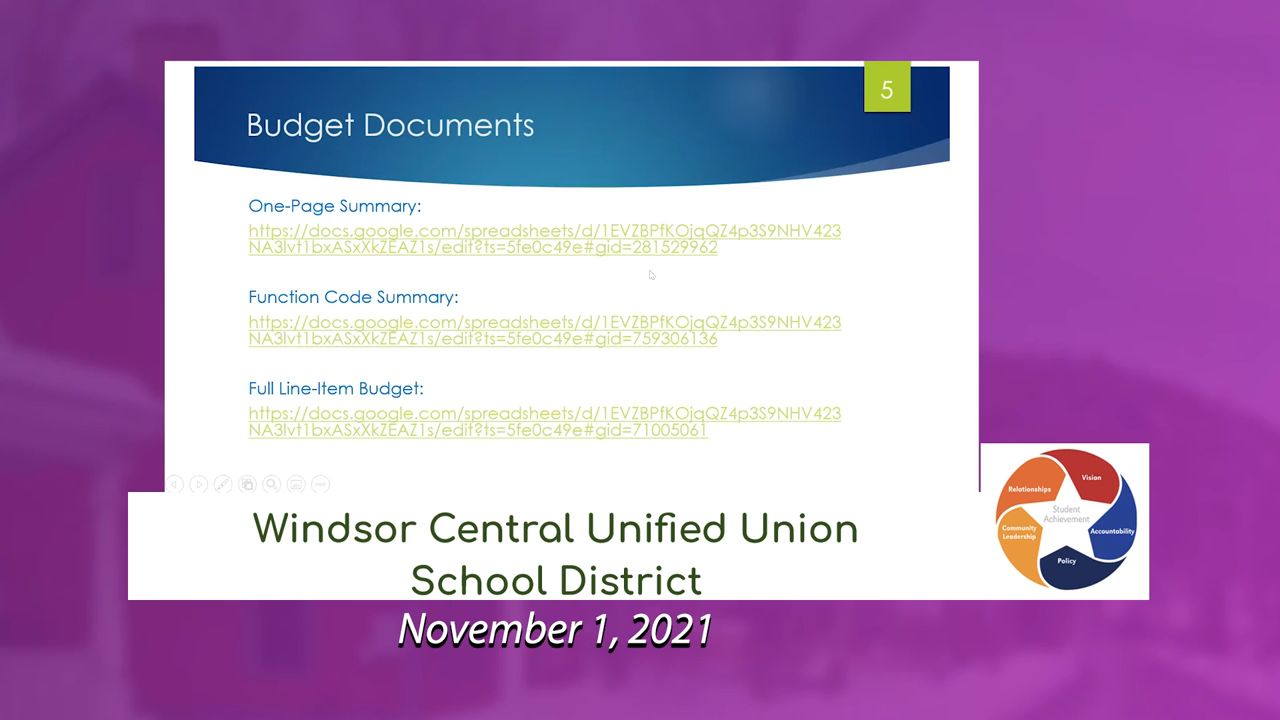 5
Budget Documents
One-Page Summary:
https://docs.google.com/spreadsheets/d/1EVZBPfKOjqQZ4p3S9NHV423
NA3lvt1bxASxXkZEAZ1s/edit?ts=5fe0c49e#gid=281529962
Function Code Summary:
https://docs.google.com/spreadsheets/d/1EVZBPfKOjqQZ4p3S9NHV423
NA3lvt1bxASxXkZEAZ1s/edit?ts=5fe0c49e#gid=759306136
Full Line-Item Budget:
https://docs.google.com/spreadsheets/d/1EVZBPfKOjqQZ4p3S9NHV423
NA3lvt1bxASxXkZEAZ1s/edit?ts=5fe0c49e#gid=71005061
Vision
Relationships
Student
Achievement
Community
Leadership
Accountability
Policy
Windsor Central Unified Union
School District
November 1, 2021